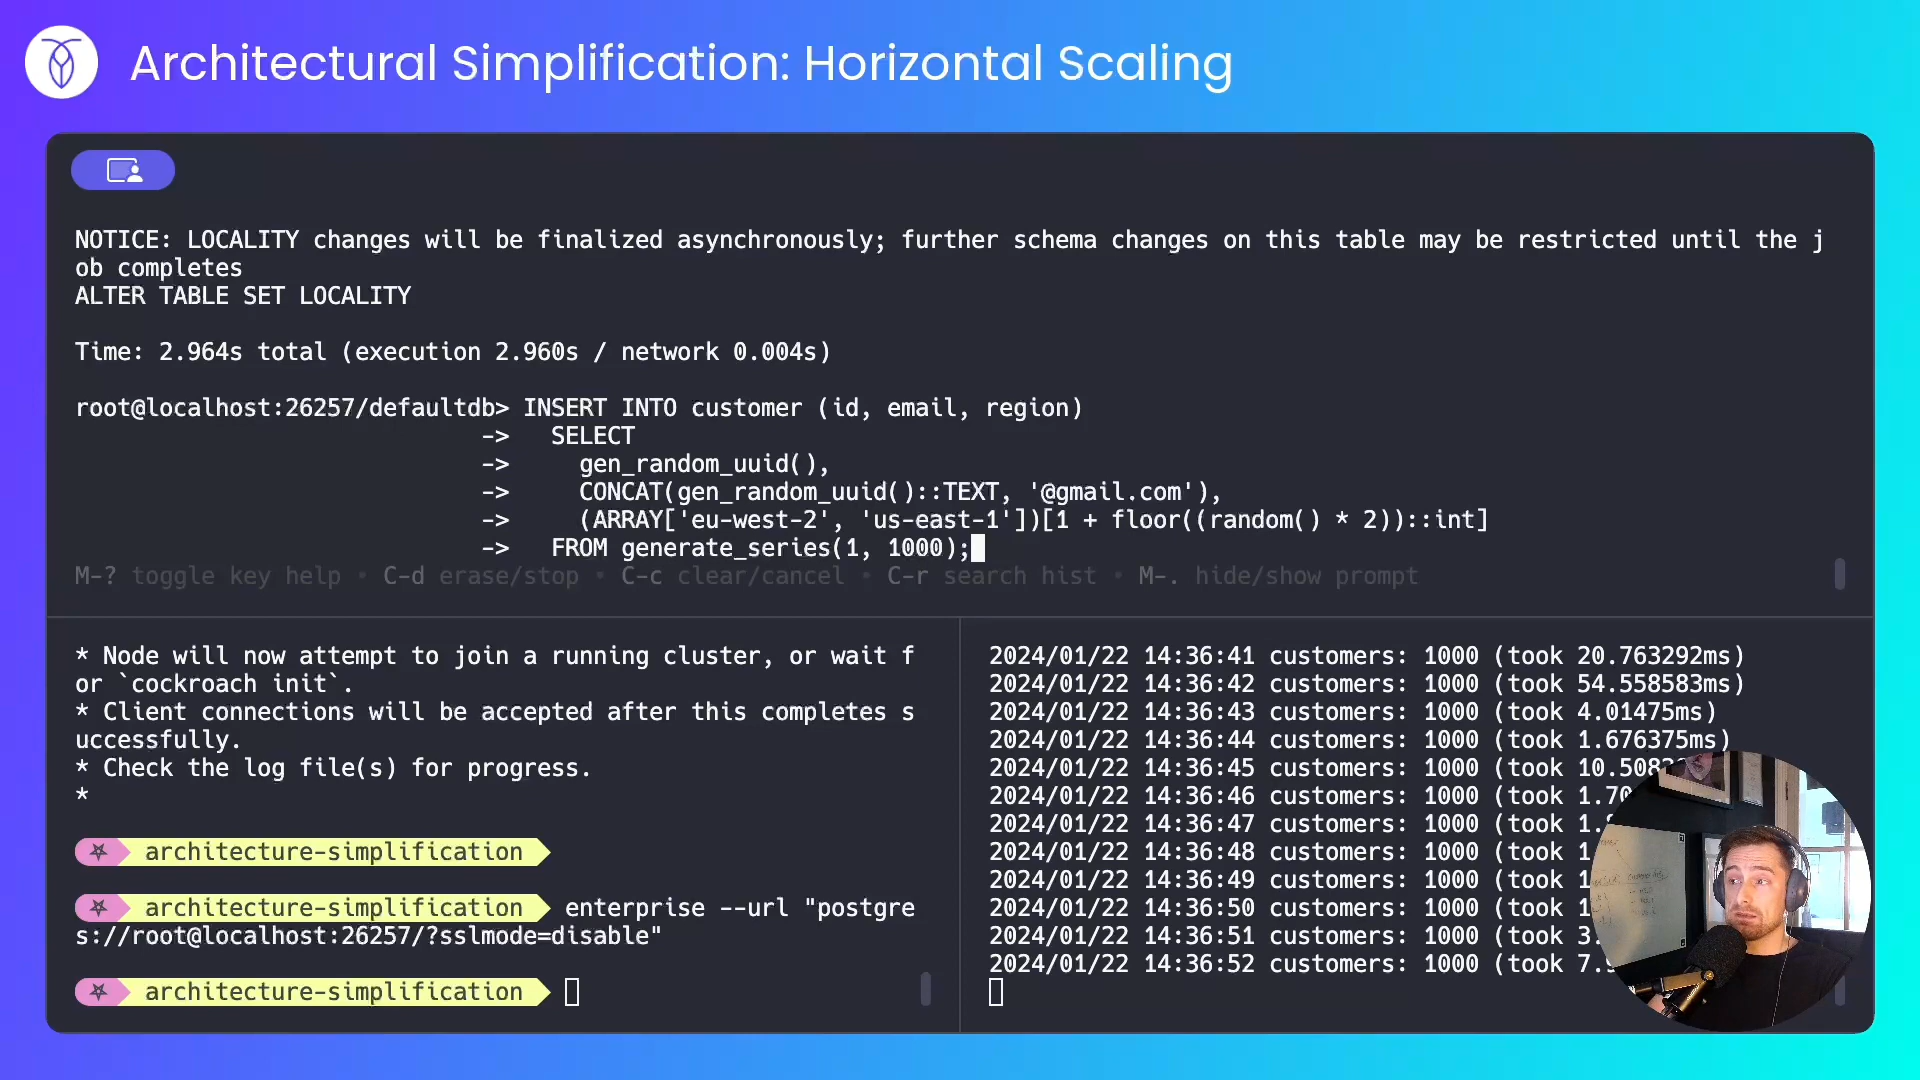 Architectural Simplification: Horizontal Scaling
NOTICE: LOCALITY changes will be finalized asynchronously; further schema changes on this table may be restricted until the j
ob completes
ALTER TABLE SET LOCALITY
Time: 2.964s total (execution 2.960s / network 0.004s)
root@localhost:26257/defaultdb> INSERT INTO customer (id, email, region)
-> SELECT
-> gen_random_uuid(),
-> CONCAT(gen_random_uuid()::TEXT, '@gmail.com'),
-> (ARRAY['eu-west-2', 'us-east-1'])[1 + floor((random() * 2))::int]
-> FROM generate_series(1, 1000);
M-? toggle key help · C-d erase/stop · C-c clear/cancel · C-r search hist · M-. hide/show prompt
* Node will now attempt to join a running cluster, or wait f
or `cockroach init`.
* Client connections will be accepted after this completes s
uccessfully.
* Check the log file(s) for progress.
*
architecture-simplification
architecture-simplification enterprise --url "postgre
s://root@localhost:26257/?sslmode=disable"
architecture-simplification
2024/01/22 14:36:41 customers: 1000 (took 20.763292ms)
2024/01/22 14:36:42 customers: 1000 (took 54.558583ms)
2024/01/22 14:36:43 customers: 1000 (took 4.01475ms)
2024/01/22 14:36:44 customers: 1000 (took 1.676375ms)
2024/01/22 14:36:45 customers: 1000 (took
2024/01/22 14:36:46 customers: 1000 (took
2024/01/22 14:36:47 customers: 1000 (took
2024/01/22 14:36:48 customers: 1000 (took
2024/01/22 14:36:49 customers: 1000 (took
2024/01/22 14:36:50 customers: 1000 (took
2024/01/22 14:36:51 customers: 1000 (took
2024/01/22 14:36:52 customers: 1000 (took